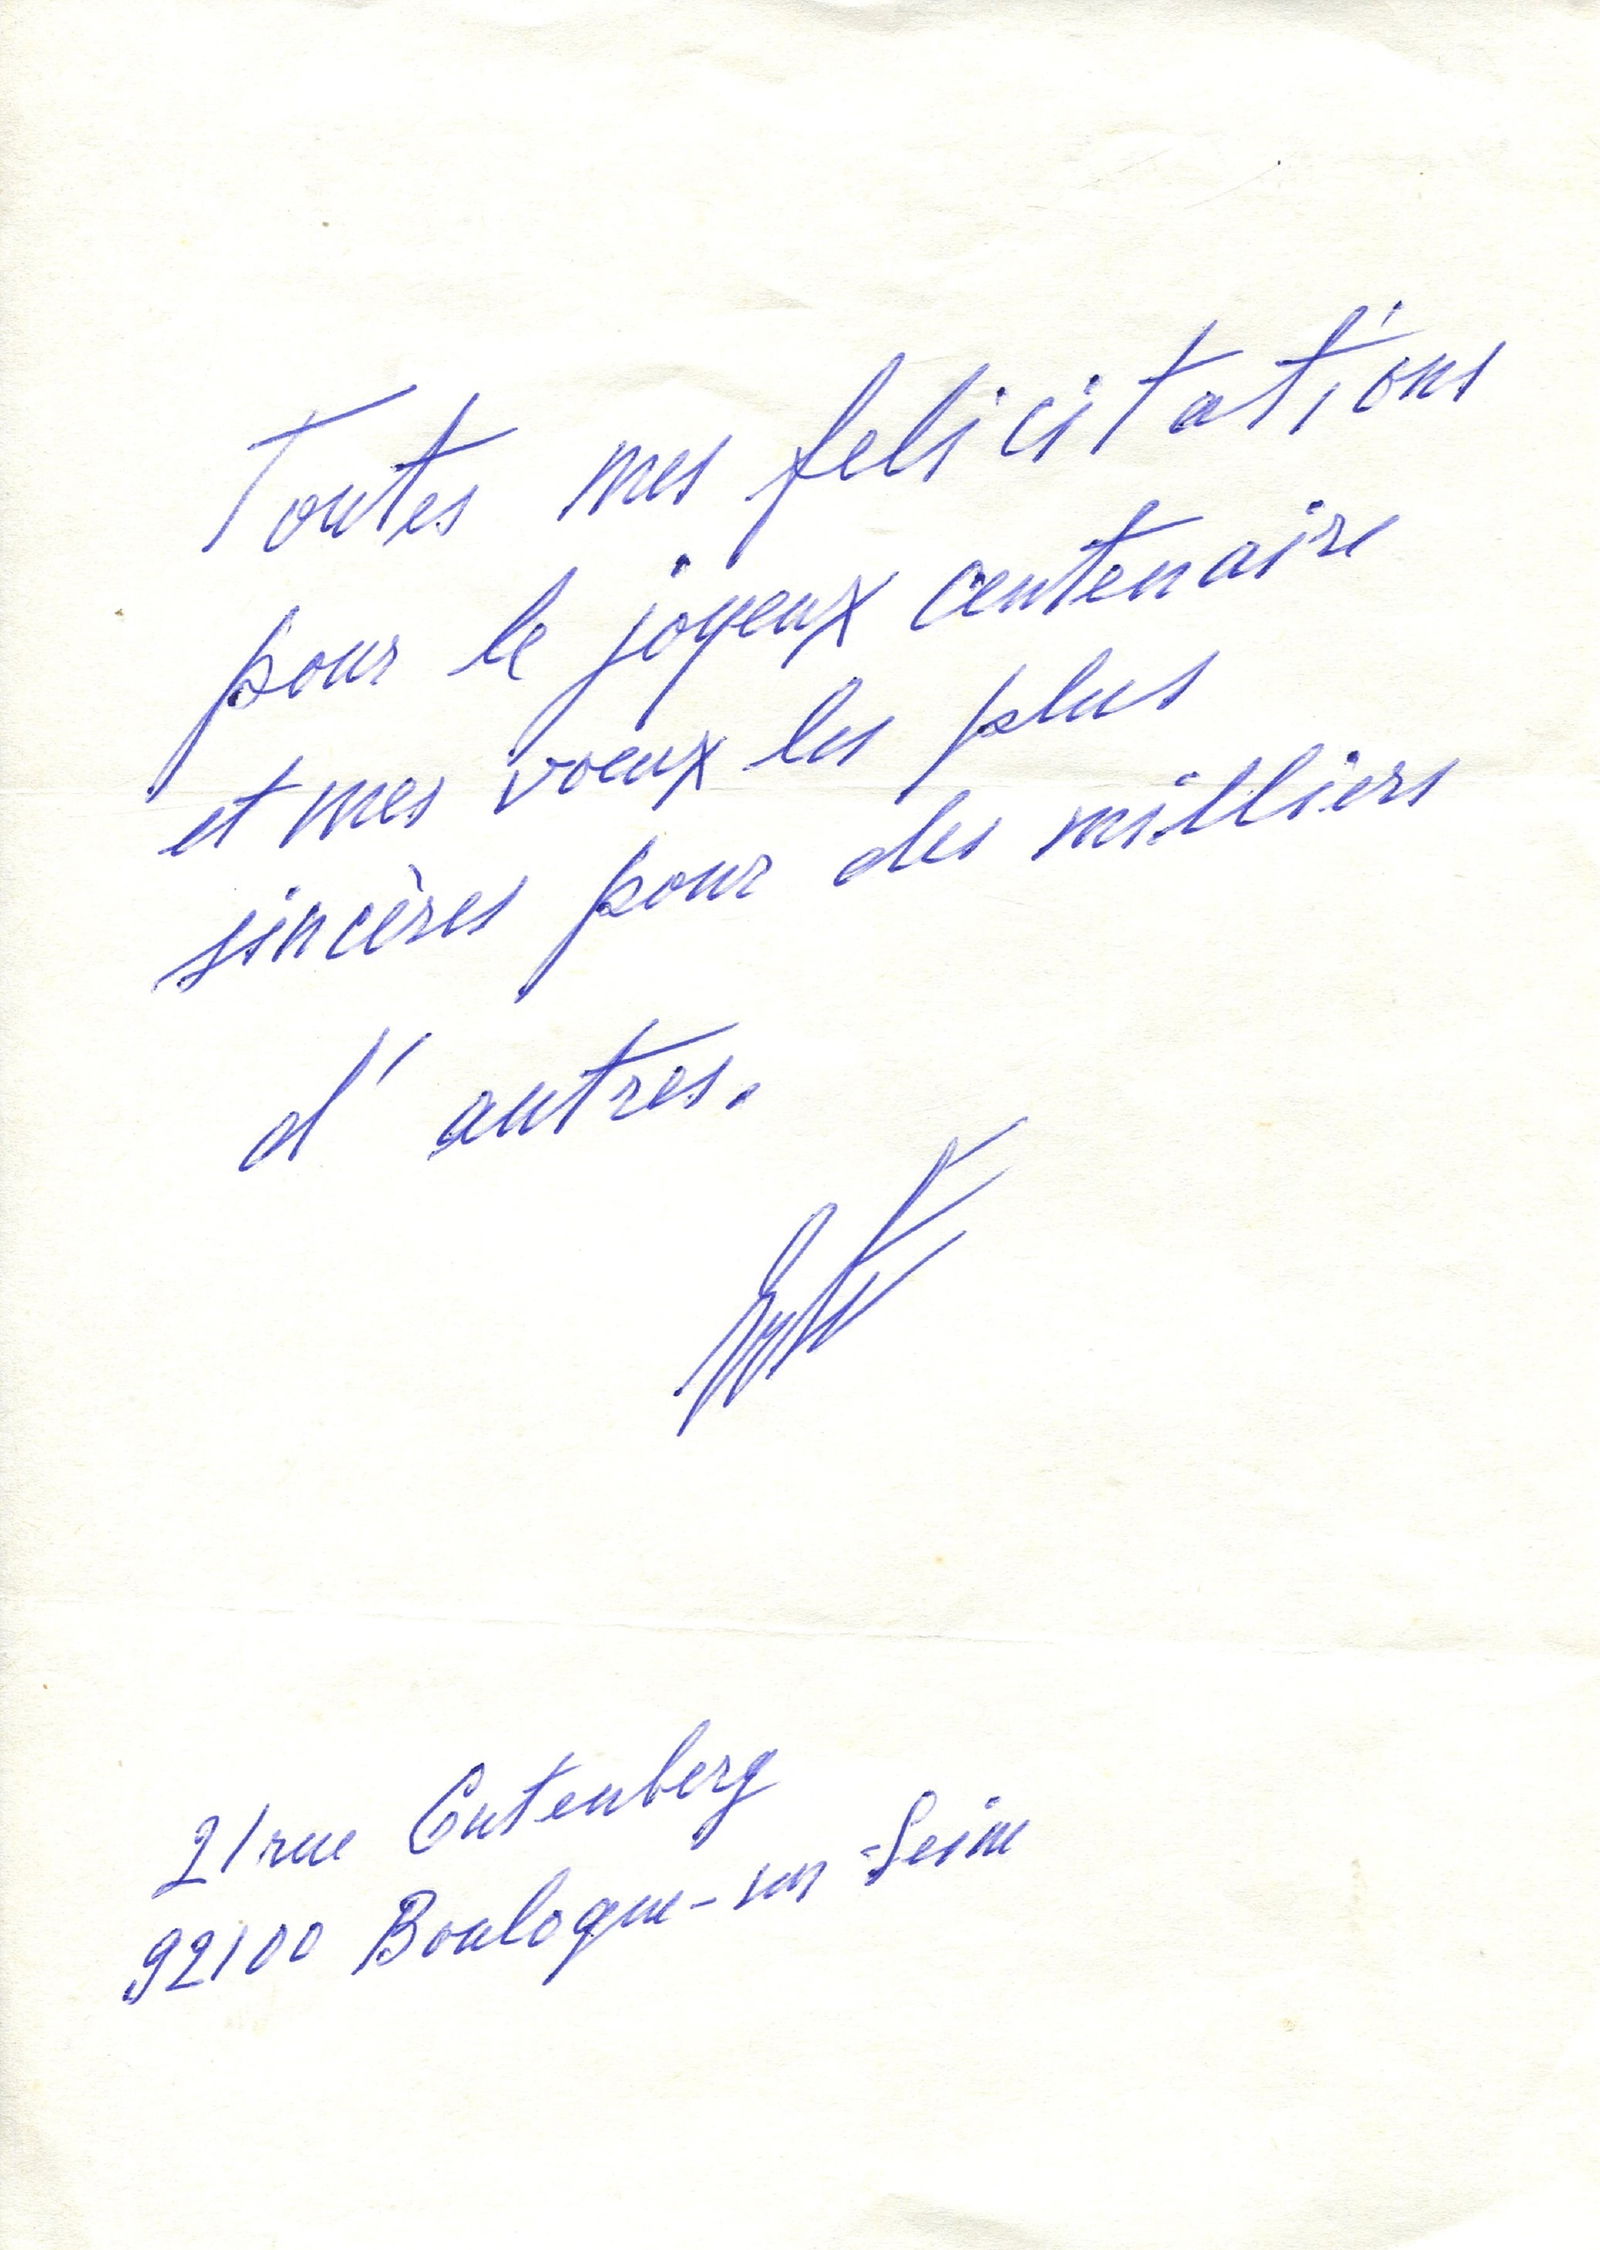 Toutes mes felicitations
pour le joyeux centenaire
et mes voeux les plus
sincères pour des milliers
d' autres.
21 rue Gutenberg
92100 Boulogne-sur-Seine